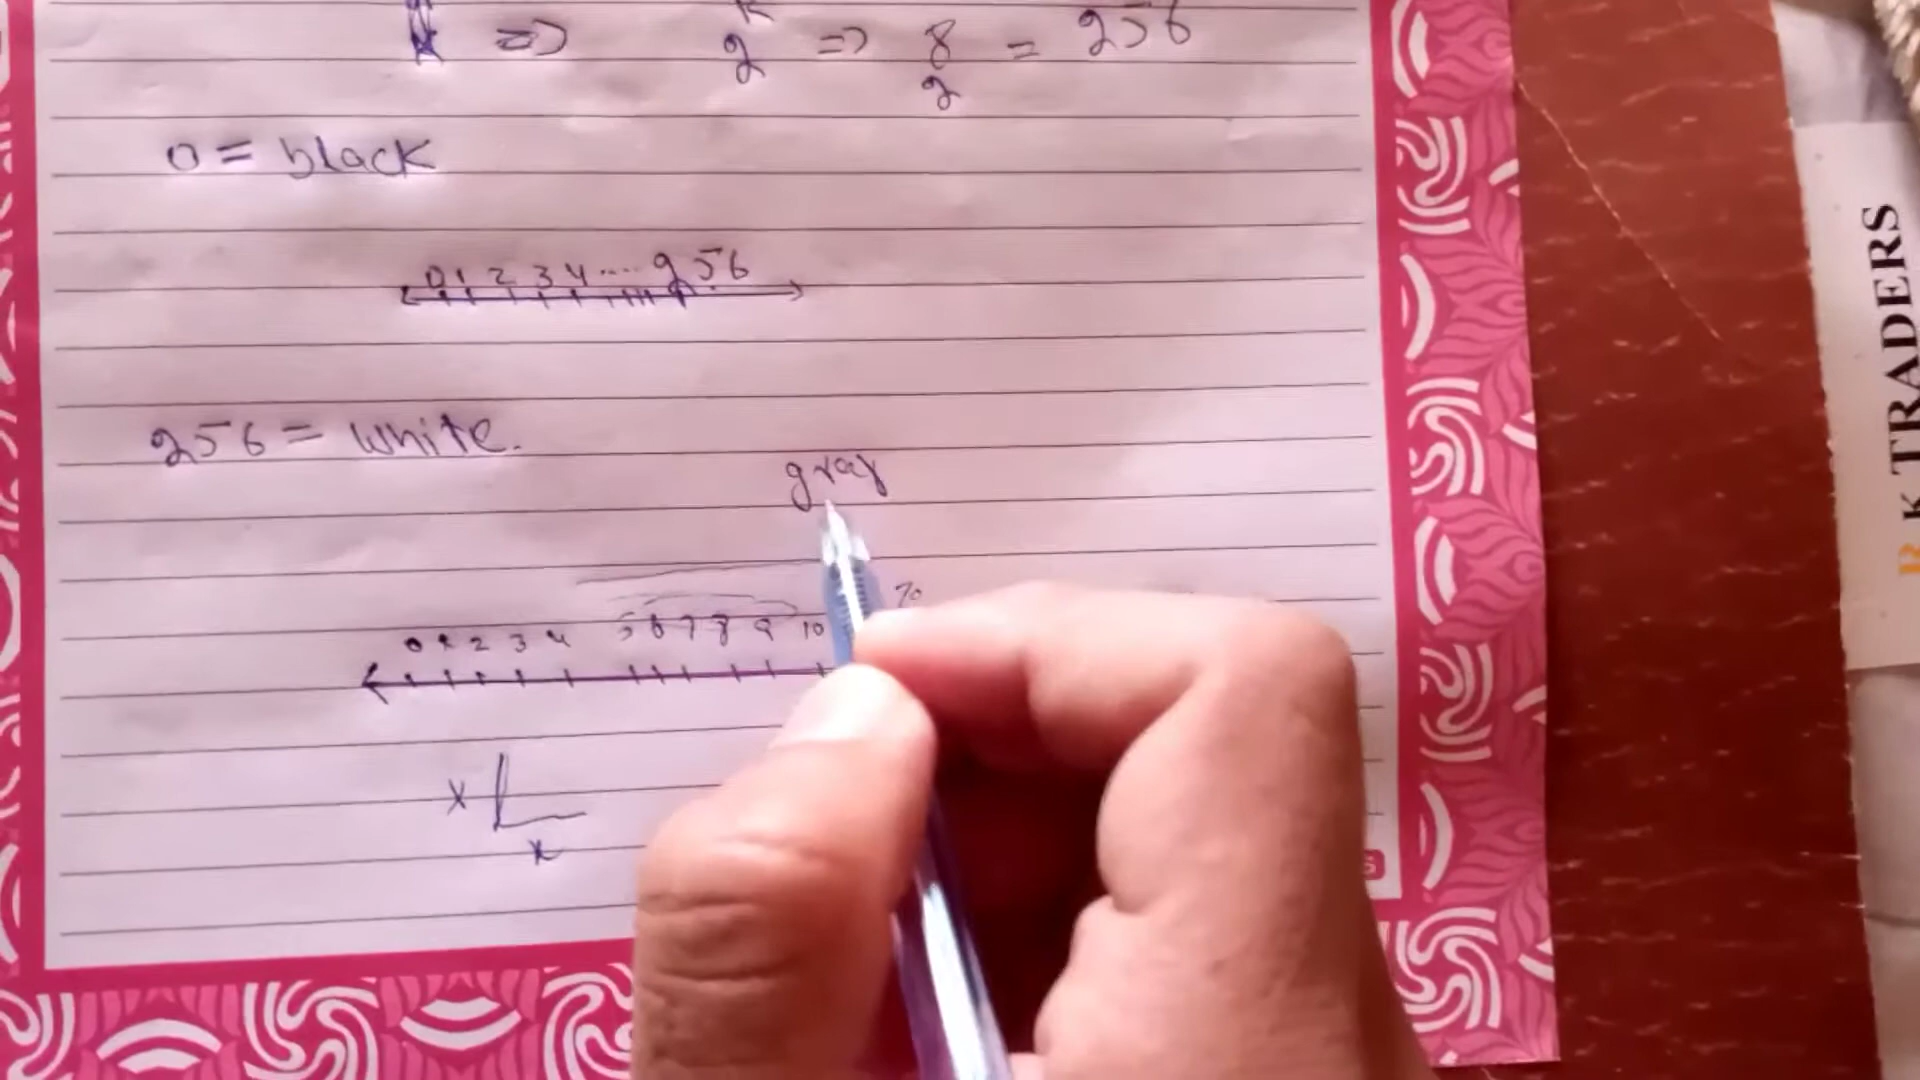 k => 2^k => 2^8 = 256
0 = black
0 1 2 3 4 .... 256
256 = white.
gray
70
0 1 2 3 4 5 6 7 8 9 10
x
x
R K TRADERS